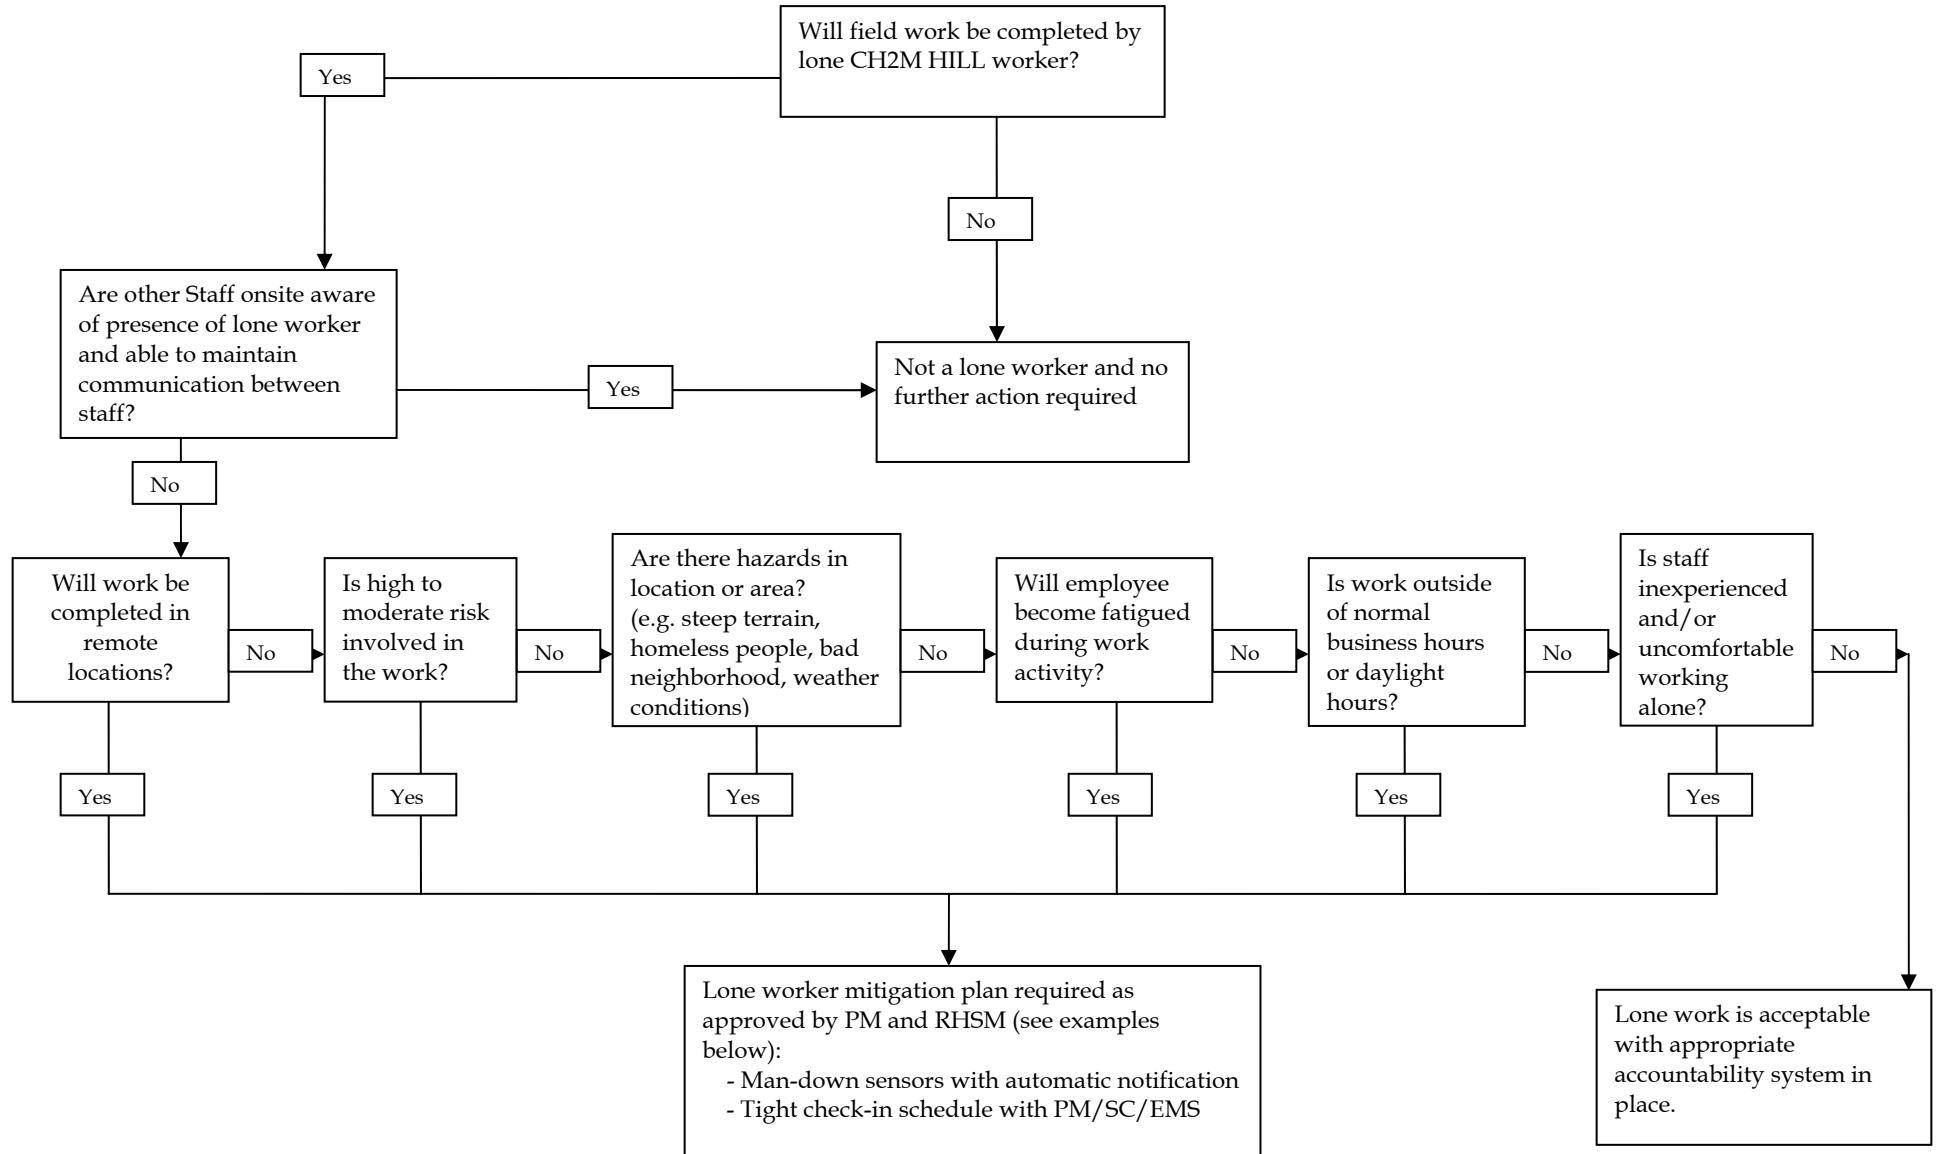 Will field work be completed by
lone CH2M HILL worker?
Yes
No
Are other Staff onsite aware
of presence of lone worker
and able to maintain
communication between
staff?
Yes
Not a lone worker and no
further action required
No
Will work be
completed in
remote
locations?
No
Is high to
moderate risk
involved in
the work?
No
Are there hazards in
location or area?
(e.g. steep terrain,
homeless people, bad
neighborhood, weather
conditions)
No
Will employee
become fatigued
during work
activity?
No
Is work outside
of normal
business hours
or daylight
hours?
No
Is staff
inexperienced
and/or
uncomfortable
working
alone?
No
Yes
Yes
Yes
Yes
Yes
Yes
Lone worker mitigation plan required as
approved by PM and RHSM (see examples
below):
- Man-down sensors with automatic notification
- Tight check-in schedule with PM/SC/EMS
Lone work is acceptable
with appropriate
accountability system in
place.